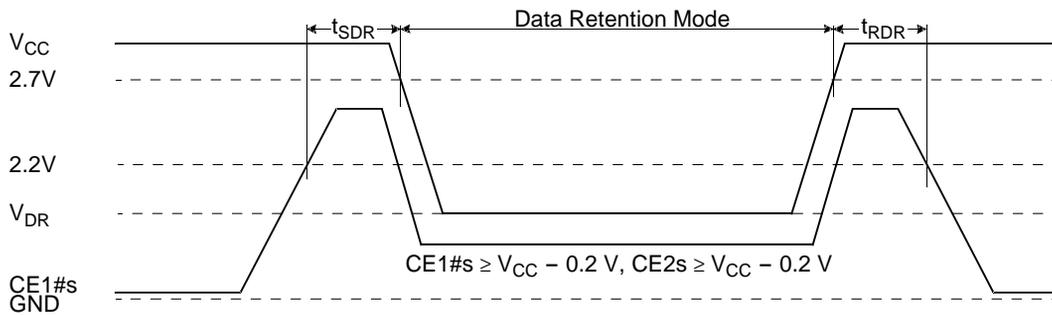 Data Retention Mode
tSDR
tRDR
VCC
2.7V
2.2V
VDR
CE1#s ≥ VCC − 0.2 V, CE2s ≥ VCC − 0.2 V
CE1#s
GND